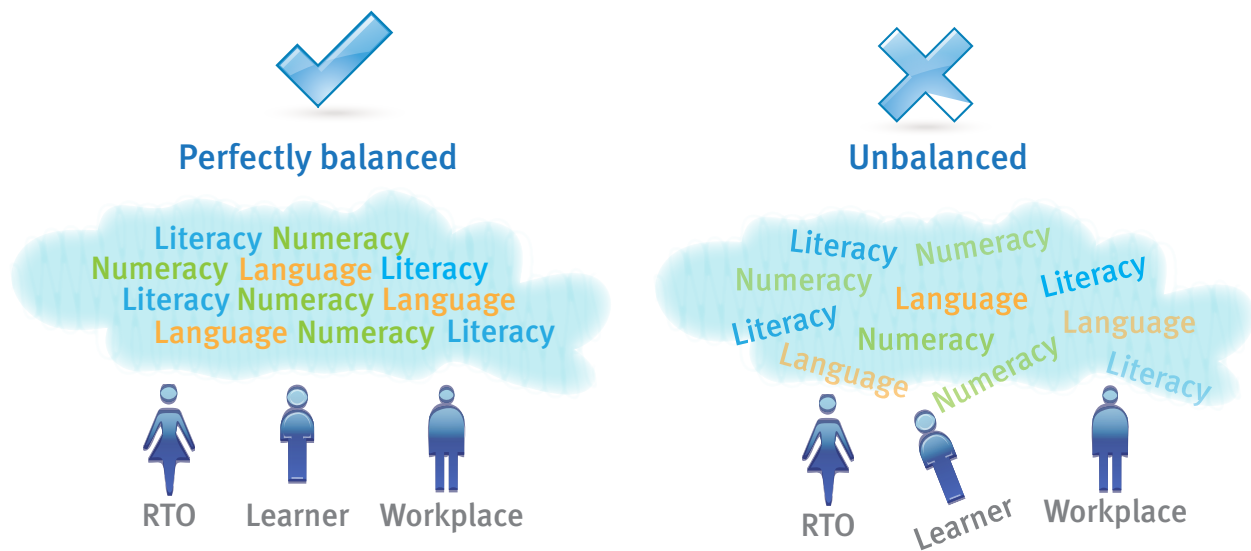 Perfectly balanced
Literacy Numeracy
Numeracy Language Literacy
Literacy Numeracy Language
Language Numeracy Literacy
RTO Learner Workplace
Unbalanced
Literacy Numeracy
Numeracy Language Literacy
Literacy Numeracy Language
Language Numeracy Literacy
RTO Learner Workplace